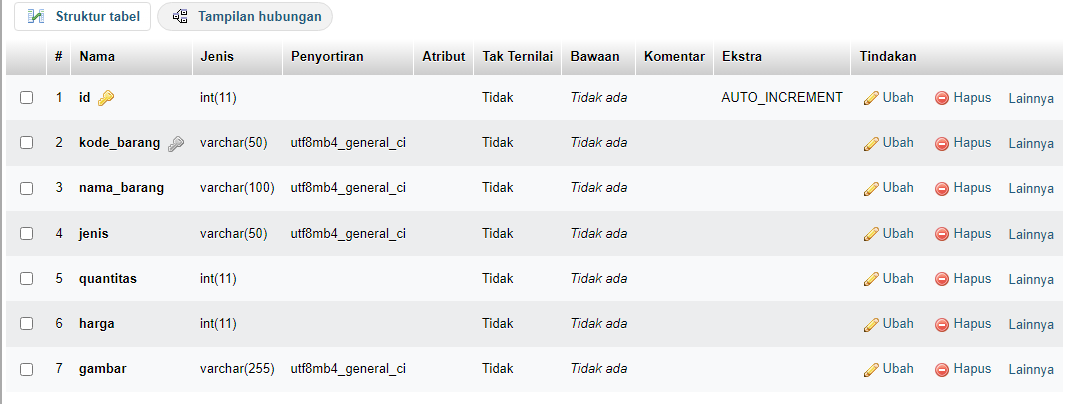 Struktur tabel Tampilan hubungan
# Nama Jenis Penyortiran Atribut Tak Ternilai Bawaan Komentar Ekstra Tindakan
1 id int(11) Tidak Tidak ada AUTO_INCREMENT Ubah Hapus Lainnya
2 kode_barang varchar(50) utf8mb4_general_ci Tidak Tidak ada Ubah Hapus Lainnya
3 nama_barang varchar(100) utf8mb4_general_ci Tidak Tidak ada Ubah Hapus Lainnya
4 jenis varchar(50) utf8mb4_general_ci Tidak Tidak ada Ubah Hapus Lainnya
5 quantitas int(11) Tidak Tidak ada Ubah Hapus Lainnya
6 harga int(11) Tidak Tidak ada Ubah Hapus Lainnya
7 gambar varchar(255) utf8mb4_general_ci Tidak Tidak ada Ubah Hapus Lainnya